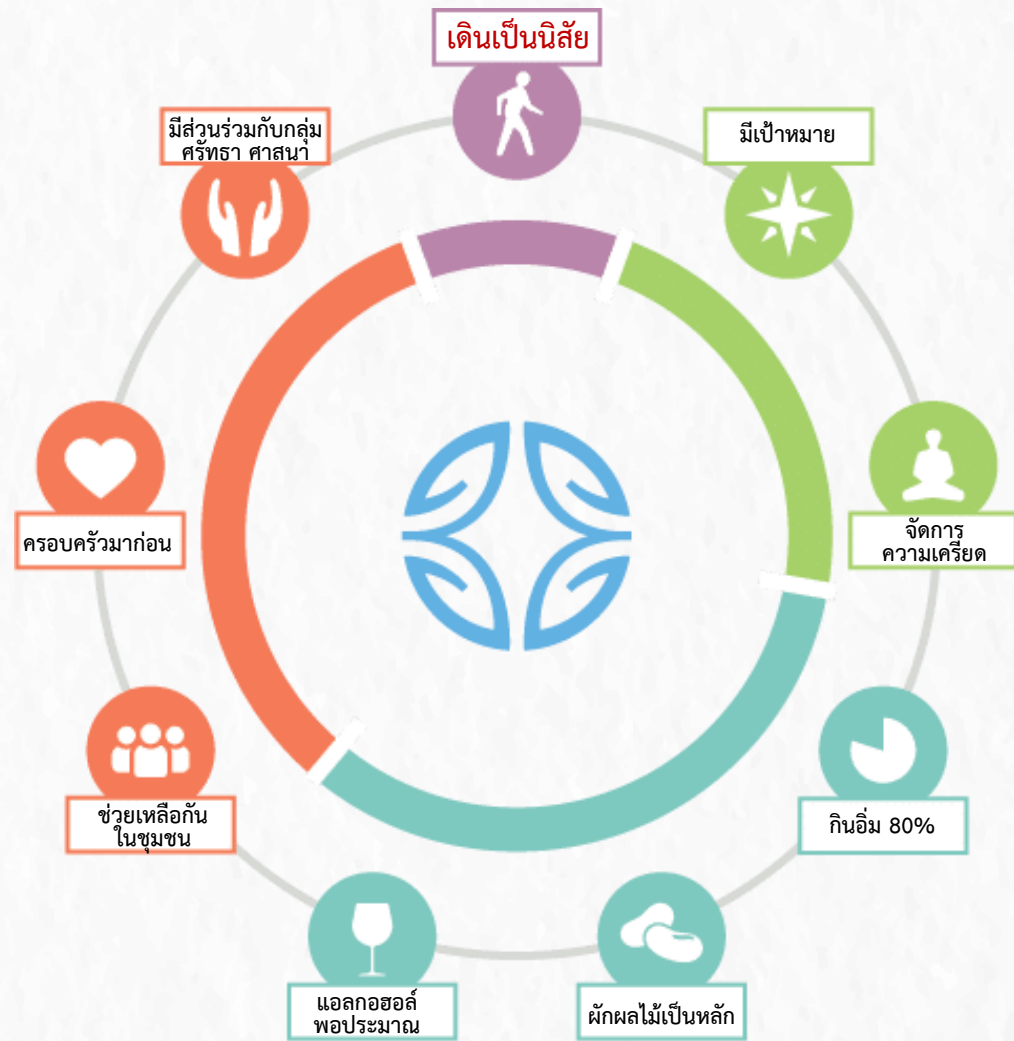 เดินเป็นนิสัย
มีเป้าหมาย
จัดการ
ความเครียด
กินอิ่ม 80%
ผักผลไม้เป็นหลัก
แอลกอฮอล์
พอประมาณ
ช่วยเหลือกัน
ในชุมชน
ครอบครัวมาก่อน
มีส่วนร่วมกับกลุ่ม
ศรัทธา ศาสนา